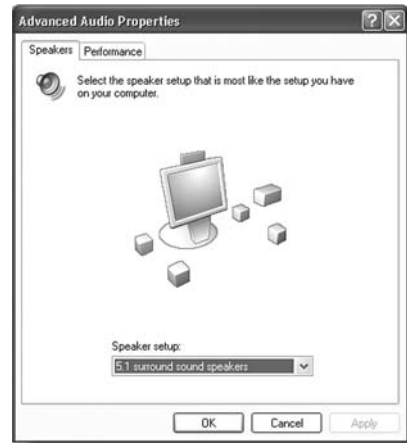 Advanced Audio Properties
Speakers Performance
Select the speaker setup that is most like the setup you have
on your computer.
Speaker setup:
5.1 surround sound speakers
OK Cancel Apply